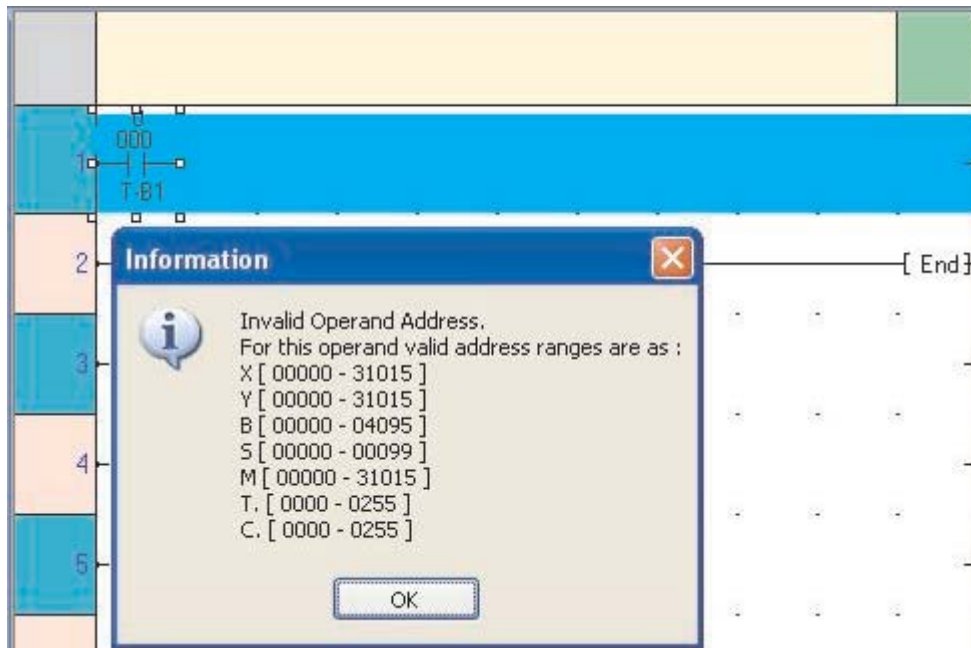 0
000
1
T-B1
2
[ End ]
Information
Invalid Operand Address.
For this operand valid address ranges are as :
X [ 00000 - 31015 ]
Y [ 00000 - 31015 ]
B [ 00000 - 04095 ]
S [ 00000 - 00099 ]
M [ 00000 - 31015 ]
T. [ 0000 - 0255 ]
C. [ 0000 - 0255 ]
3
4
5
OK